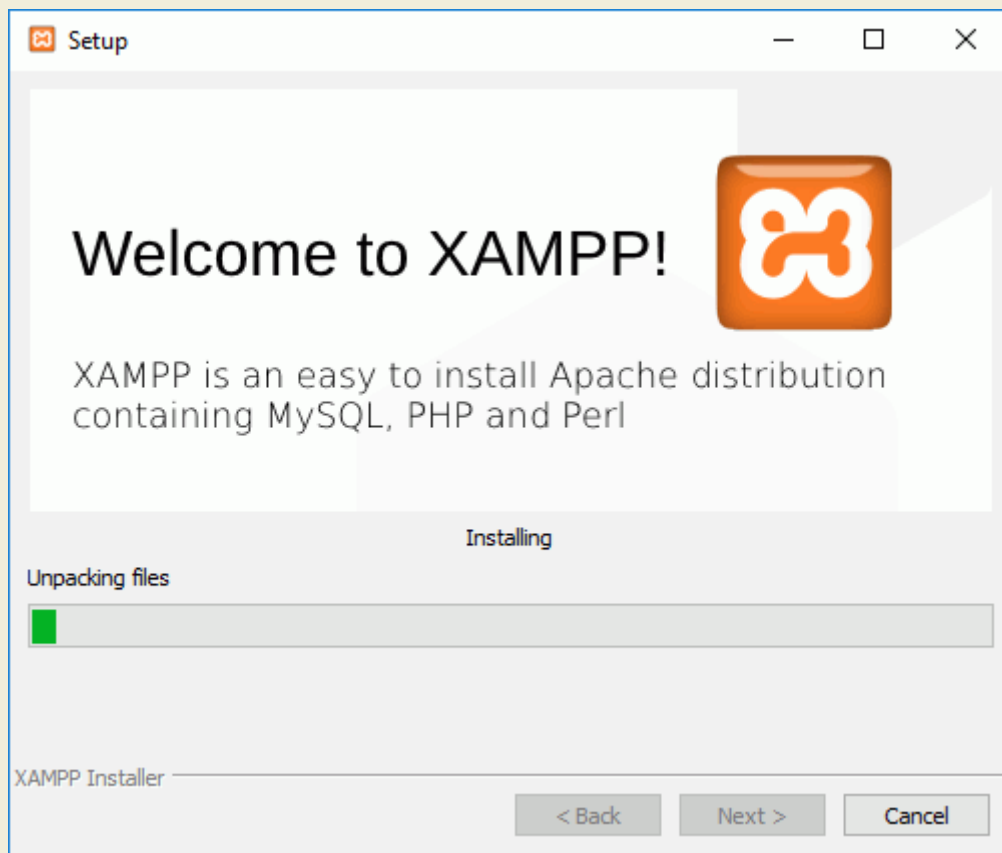 Setup
Welcome to XAMPP!
XAMPP is an easy to install Apache distribution
containing MySQL, PHP and Perl
Installing
Unpacking files
XAMPP Installer
< Back
Next >
Cancel